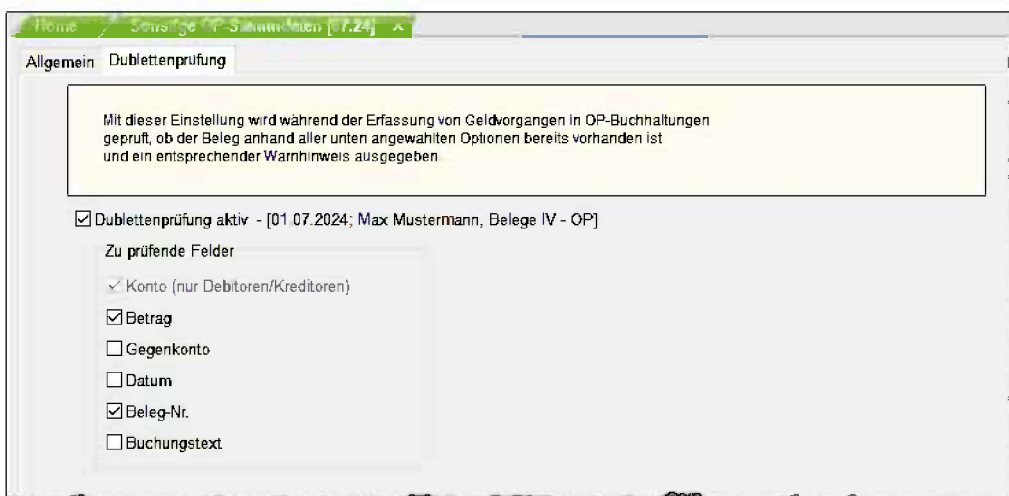 Home Sonstige OP-Stammdaten [07.24] ×
Allgemein Dublettenprüfung
Mit dieser Einstellung wird während der Erfassung von Geldvorgangen in OP-Buchhaltungen
gepruft, ob der Beleg anhand aller unten angewahlten Optionen bereits vorhanden ist
und ein entsprechender Warnhinweis ausgegeben
Dublettenprüfung aktiv - [01.07.2024; Max Mustermann, Belege IV - OP]
Zu prüfende Felder
Konto (nur Debitoren/Kreditoren)
Betrag
Gegenkonto
Datum
Beleg-Nr.
Buchungstext